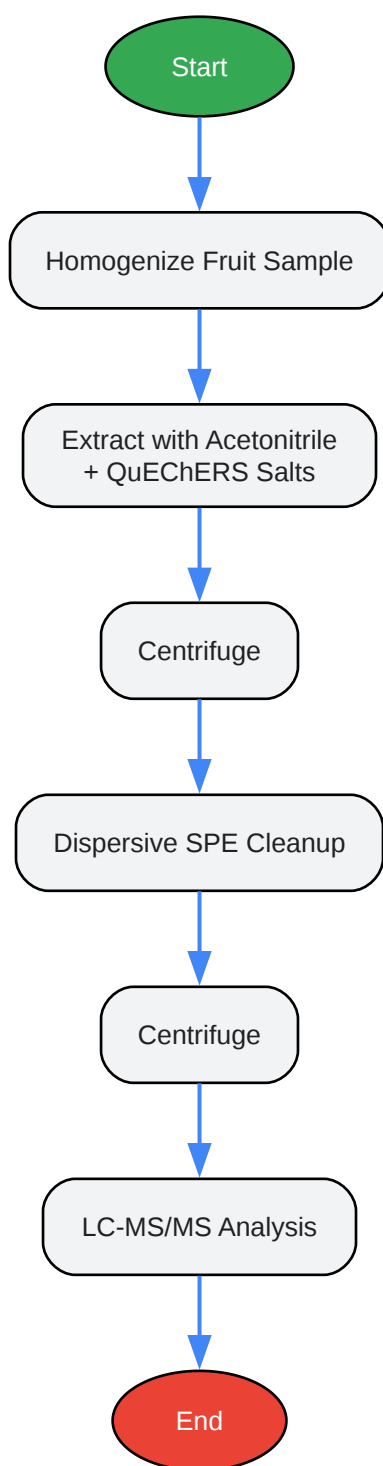 Start
Homogenize Fruit Sample
Extract with Acetonitrile
+ QuEChERS Salts
Centrifuge
Dispersive SPE Cleanup
Centrifuge
LC-MS/MS Analysis
End